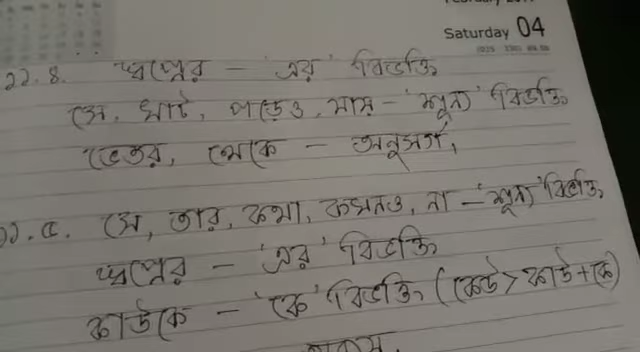 Saturday 04
১১.৪. স্বপ্নের - 'এর' বিভক্তি
সে, খাট, পড়েও, মাস - 'শূন্য' বিভক্তি
ভেতর, থেকে - অনুসর্গ,
১১.৫. সে, তার, কথা, কখনও, না - 'শূন্য' বিভক্তি
স্বপ্নের - 'এর' বিভক্তি
কাউকে - 'কে' বিভক্তি (কেউ > কাউ + কে)